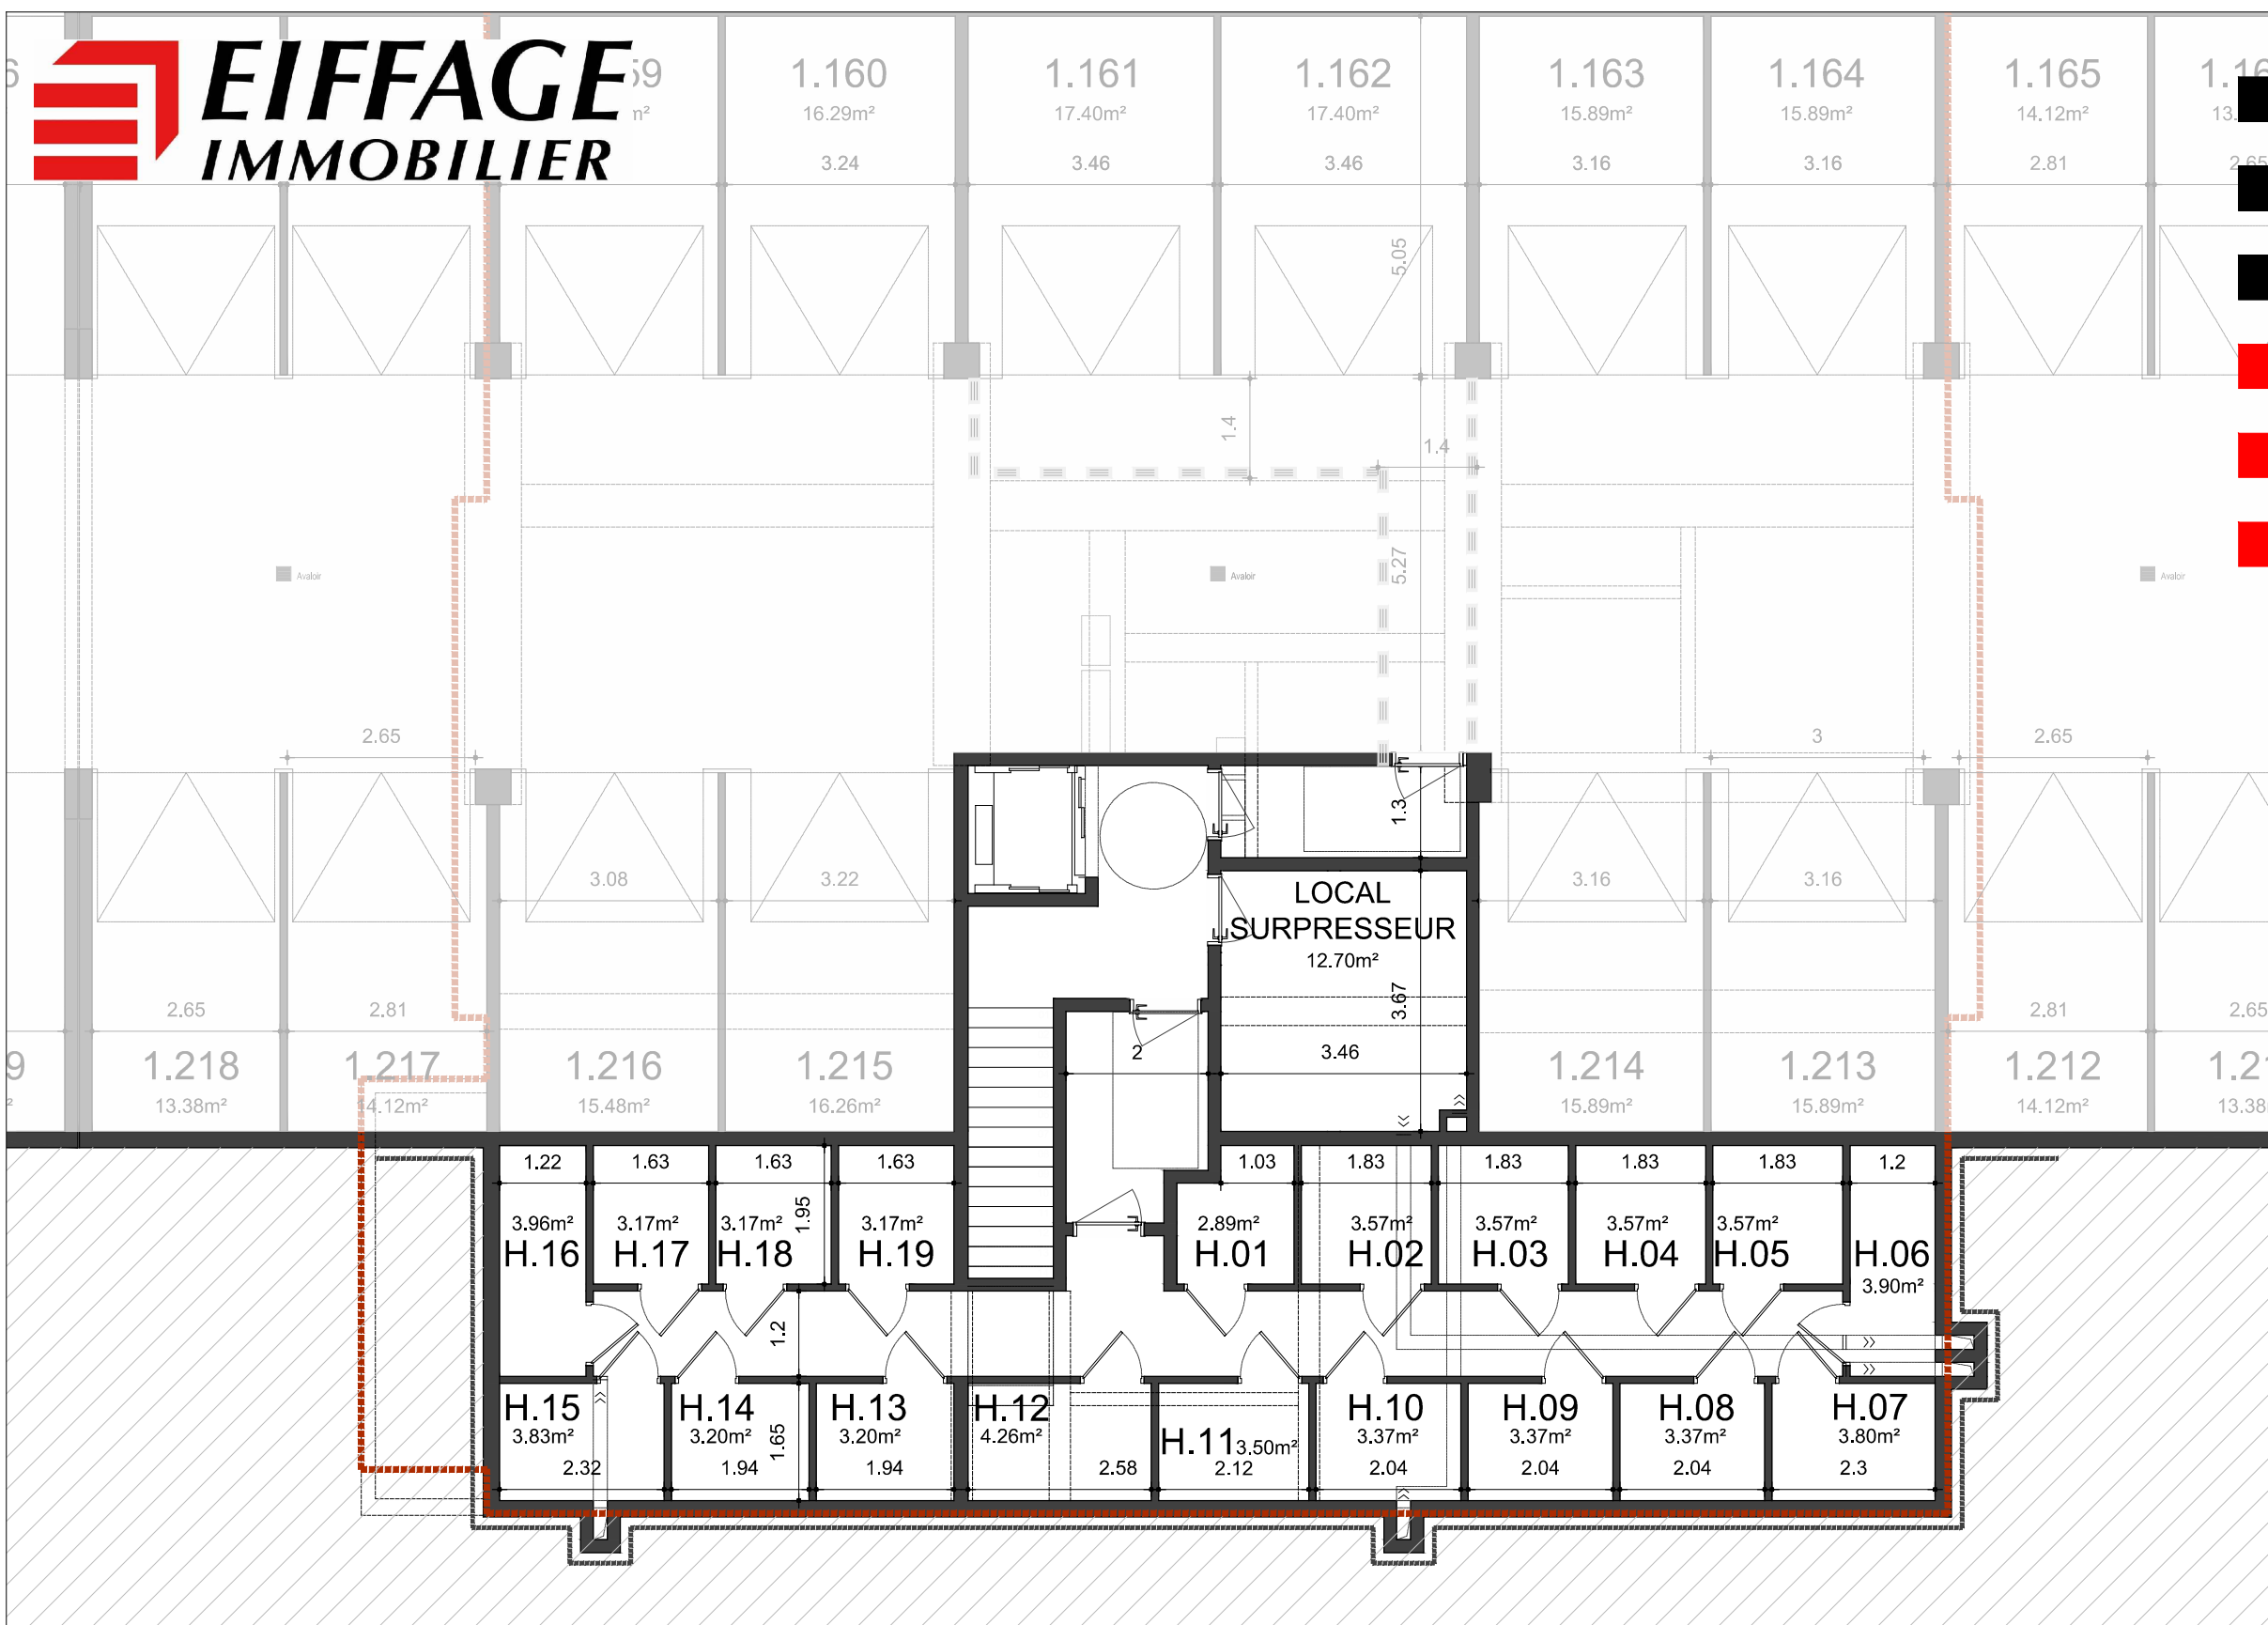 EIFFAGE
IMMOBILIER
1.160
16.29m²
3.24
1.161
17.40m²
3.46
1.162
17.40m²
3.46
1.163
15.89m²
3.16
1.164
15.89m²
3.16
1.165
14.12m²
2.81
5.05
1.4
1.4
5.27
Avaloir
Avaloir
Avaloir
2.65
3
2.65
3.08
3.22
1.3
3.16
3.16
LOCAL
SURPRESSEUR
12.70m²
3.67
3.46
2
2.65
2.81
2.81
2.65
1.218
13.38m²
1.217
14.12m²
1.216
15.48m²
1.215
16.26m²
1.214
15.89m²
1.213
15.89m²
1.212
14.12m²
13.38
1.22
1.63
1.63
1.63
1.95
1.03
1.83
1.83
1.83
1.83
1.2
3.96m²
H.16
3.17m²
H.17
3.17m²
H.18
3.17m²
H.19
2.89m²
H.01
3.57m²
H.02
3.57m²
H.03
3.57m²
H.04
3.57m²
H.05
H.06
3.90m²
1.2
H.15
3.83m²
2.32
H.14
3.20m²
1.94
1.65
H.13
3.20m²
1.94
H.12
4.26m²
2.58
H.11 3.50m²
2.12
H.10
3.37m²
2.04
H.09
3.37m²
2.04
H.08
3.37m²
2.04
H.07
3.80m²
2.3